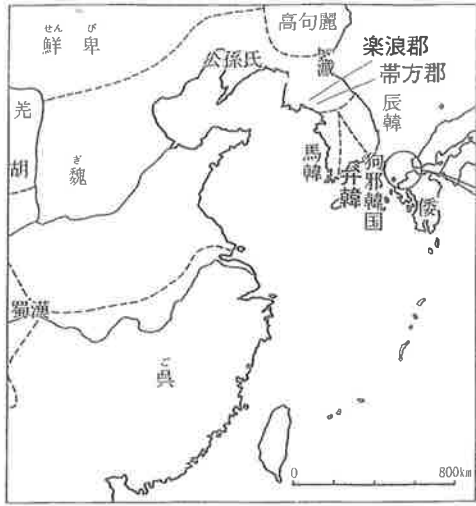 鮮卑
せんぴ
高句麗
公孫氏
濊
楽浪郡
帯方郡
辰韓
羌
胡
魏
ぎ
馬韓
弁韓
狗邪韓国
倭
蜀漢
呉
ご
0
800km